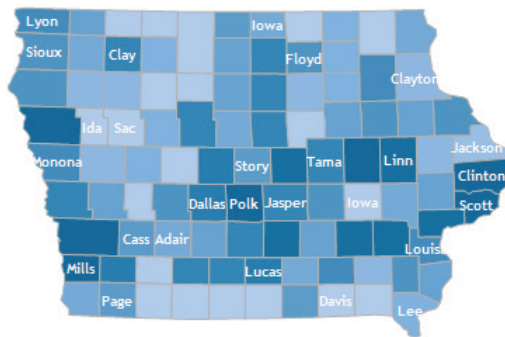 Lyon
Iowa
Sioux
Clay
Floyd
Clayton
Ida
Sac
Monona
Story
Tama
Linn
Jackson
Clinton
Dallas
Polk
Jasper
Iowa
Scott
Cass
Adair
Louis
Mills
Lucas
Page
Davis
Lee